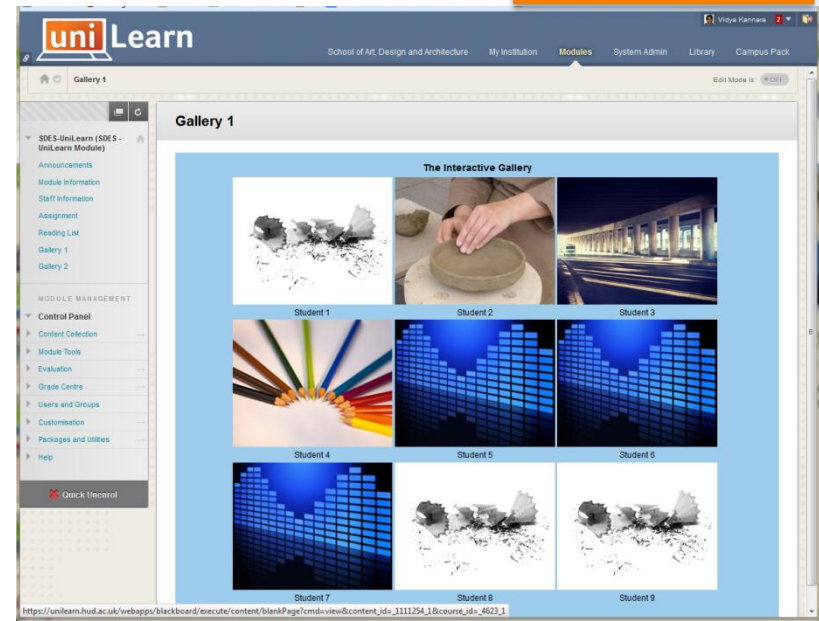 uni Learn
Vidya Kannara 2
School of Art, Design and Architecture My Institution Modules System Admin Library Campus Pack
Gallery 1
Edit Mode is: OFF
Gallery 1
SDES-UniLearn (SDES -
UniLearn Module)
Announcements
Module Information
Staff Information
Assignment
Reading List
Gallery 1
Gallery 2
MODULE MANAGEMENT
Control Panel
Content Collection
Module Tools
Evaluation
Grade Centre
Users and Groups
Customisation
Packages and Utilities
Help
Quick Unenrol
The Interactive Gallery
Student 1 Student 2 Student 3
Student 4 Student 5 Student 6
Student 7 Student 8 Student 9
https://unilearn.hud.ac.uk/webapps/blackboard/execute/content/blankPage?cmd=view&content_id=_1111254_1&course_id=_4623_1